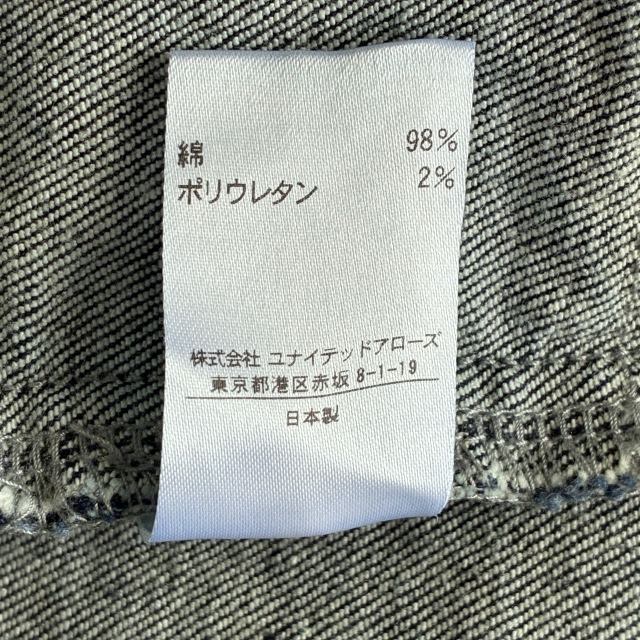 綿 98%
ポリウレタン 2%
株式会社 ユナイテッドアローズ
東京都港区赤坂 8-1-19
日本製